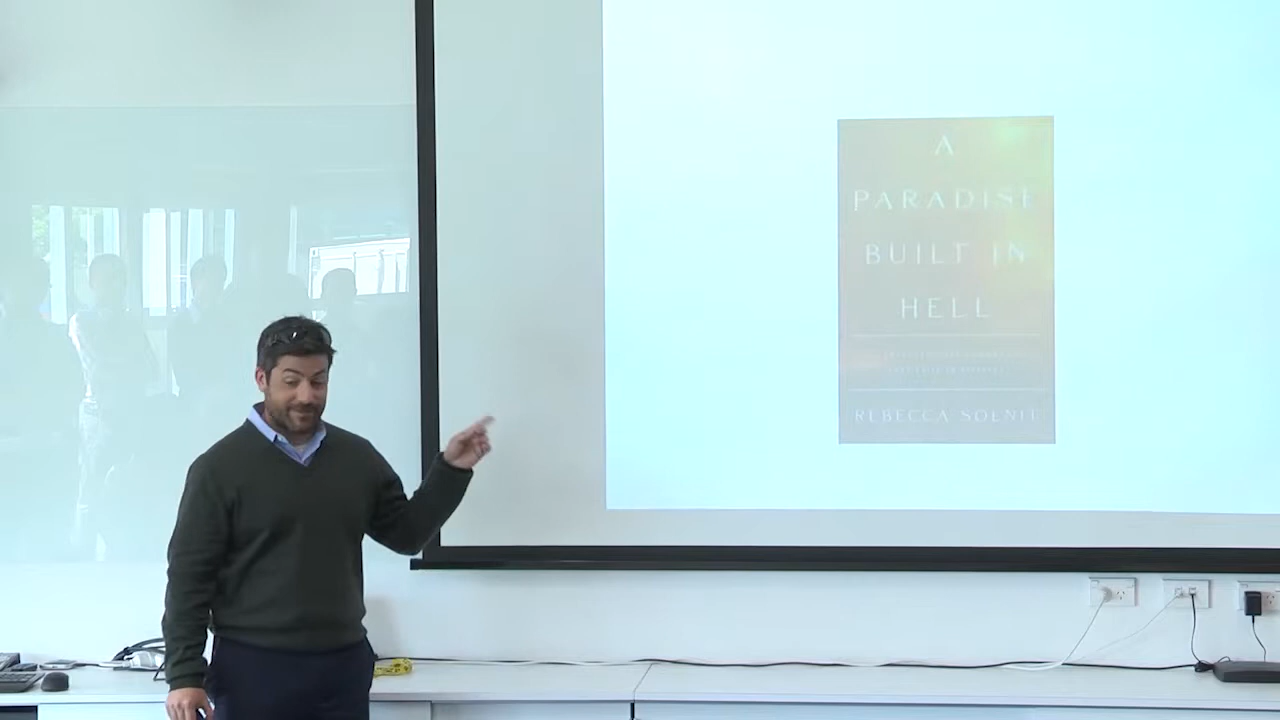 A
PARADISE
BUILT IN
HELL
REBECCA SOLNIT